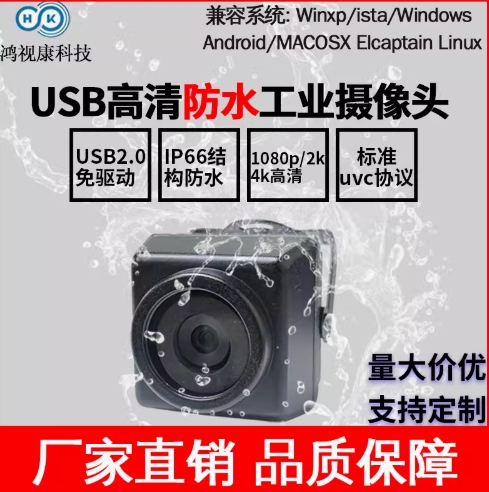 HK
鸿视康科技
兼容系统: Winxp/ista/Windows
Android/MACOSX Elcaptain Linux
USB高清防水工业摄像头
USB2.0
免驱动
IP66结
构防水
1080p/2k
4k高清
标准
uvc协议
量大价优
支持定制
厂家直销 品质保障